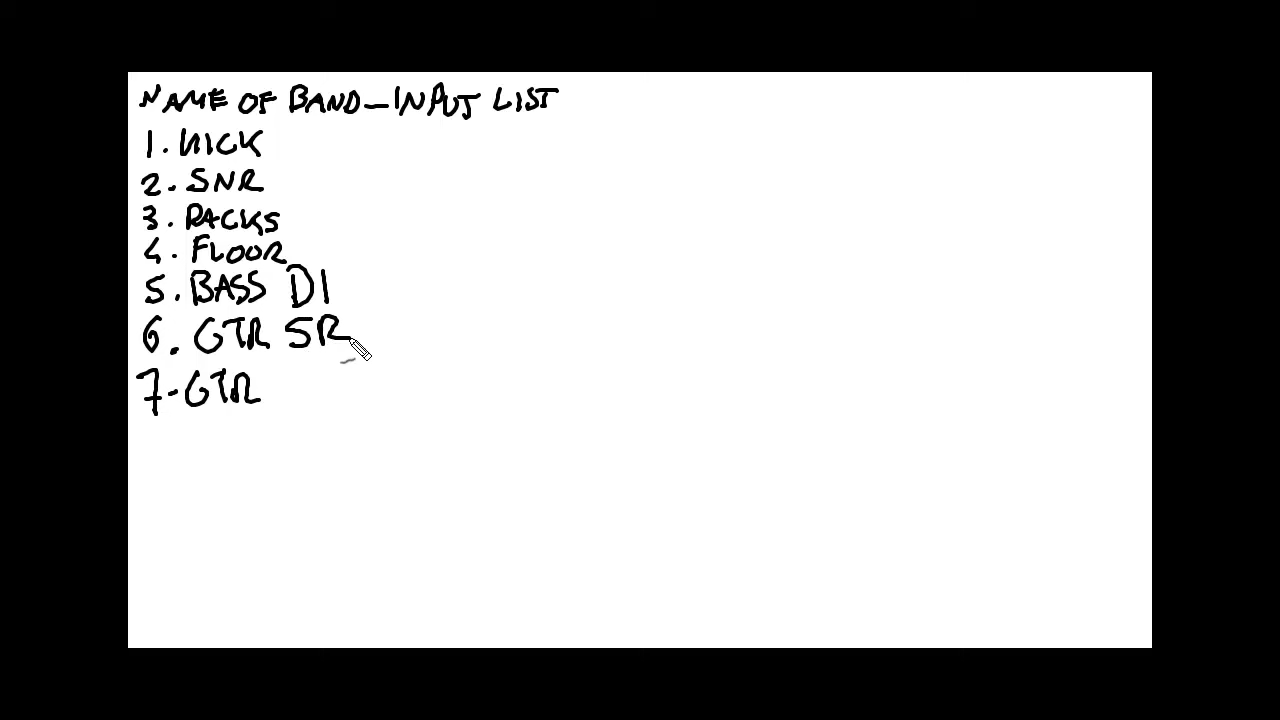 NAME OF BAND - INPUT LIST
1. KICK
2. SNR
3. RACKS
4. FLOOR
5. BASS DI
6. GTR SR
7. GTR